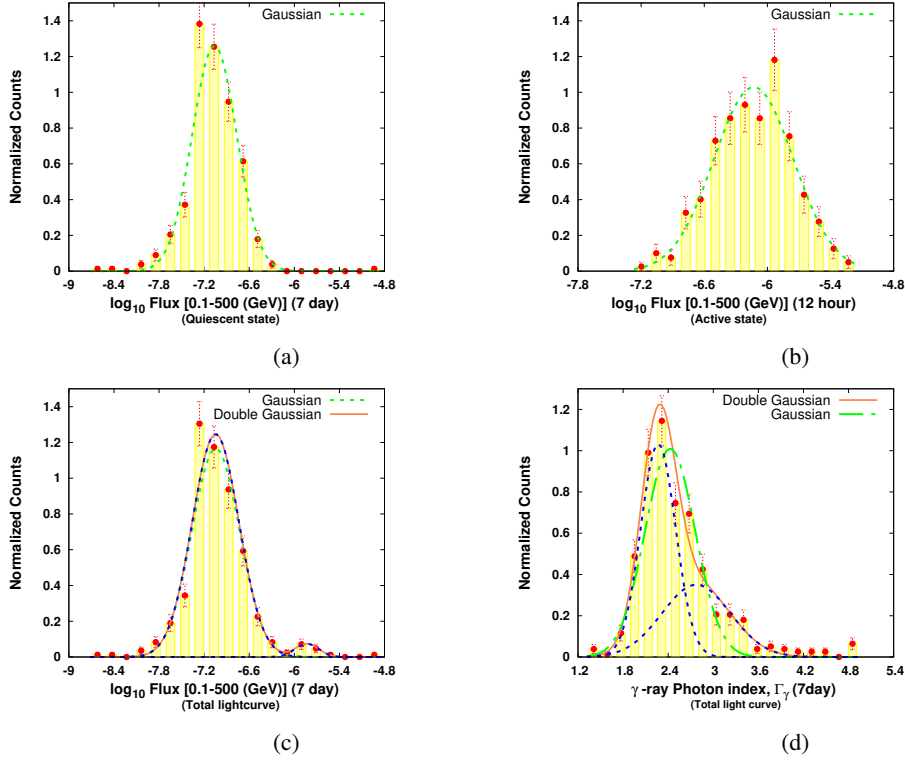 Gaussian
Normalized Counts
1.4
1.2
1
0.8
0.6
0.4
0.2
0
-9 -8.4 -7.8 -7.2 -6.6 -6 -5.4 -4.8
log10 Flux [0.1-500 (GeV)] (7 day)
(Quiescent state)
(a)
Gaussian
Normalized Counts
1.4
1.2
1
0.8
0.6
0.4
0.2
0
-7.8 -7.2 -6.6 -6 -5.4 -4.8
log10 Flux [0.1-500 (GeV)] (12 hour)
(Active state)
(b)
Gaussian
Double Gaussian
Normalized Counts
1.4
1.2
1
0.8
0.6
0.4
0.2
0
-9 -8.4 -7.8 -7.2 -6.6 -6 -5.4 -4.8
log10 Flux [0.1-500 (GeV)] (7 day)
(Total lightcurve)
(c)
Double Gaussian
Gaussian
Normalized Counts
1.2
1
0.8
0.6
0.4
0.2
0
1.2 1.8 2.4 3 3.6 4.2 4.8 5.4
γ -ray Photon index, Γγ (7day)
(Total light curve)
(d)